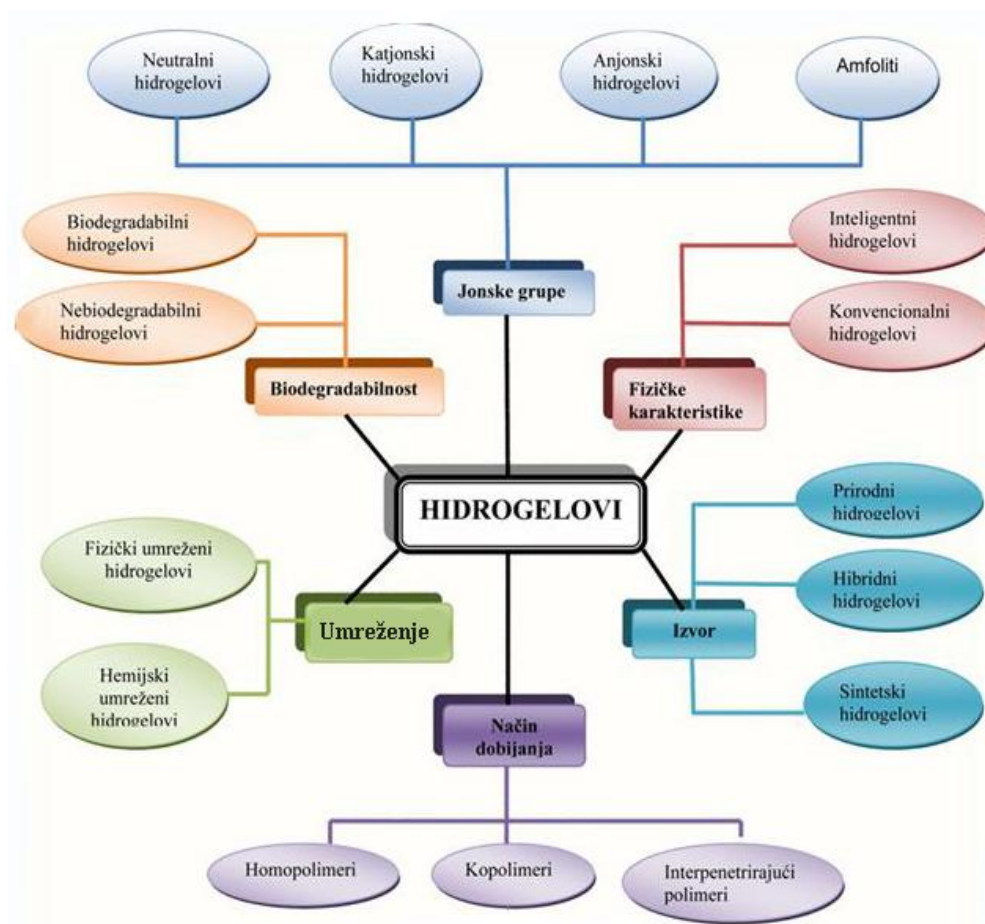 Neutralni
hidrogelovi
Katjonski
hidrogelovi
Anjonski
hidrogelovi
Amfoliti
Biodegradabilni
hidrogelovi
Nebiodegradabilni
hidrogelovi
Jonske grupe
Inteligentni
hidrogelovi
Konvencionalni
hidrogelovi
Biodegradabilnost
Fizičke
karakteristike
HIDROGELOVI
Fizički umreženi
hidrogelovi
Hemijski
umreženi
hidrogelovi
Umreženje
Izvor
Prirodni
hidrogelovi
Hibridni
hidrogelovi
Sintetski
hidrogelovi
Način
dobijanja
Homopolimeri
Kopolimeri
Interpenetrirajući
polimeri